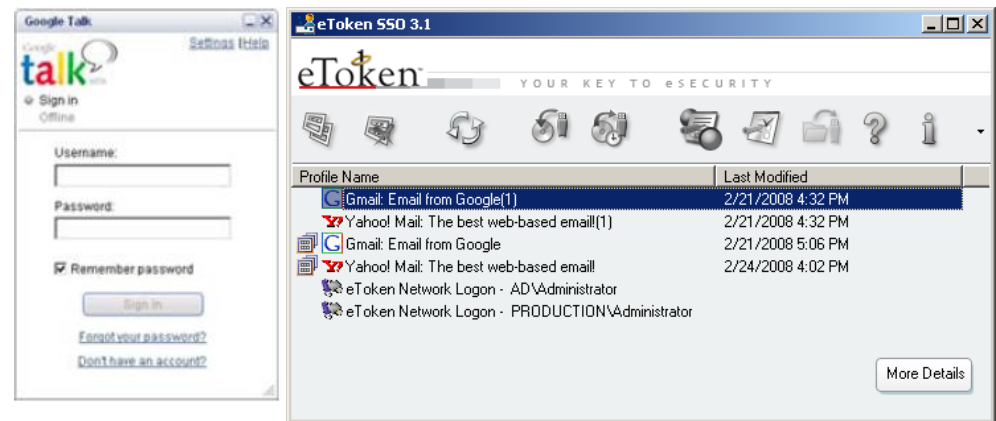 Google Talk
Settings | Help
Google
talk
Sign in
Offline
Username:
Password:
Remember password
Sign in
Forgot your password?
Don't have an account?
eToken SSO 3.1
eToken
YOUR KEY TO eSECURITY
Profile Name Last Modified
Gmail: Email from Google(1) 2/21/2008 4:32 PM
Yahoo! Mail: The best web-based email!(1) 2/21/2008 4:32 PM
Gmail: Email from Google 2/21/2008 5:06 PM
Yahoo! Mail: The best web-based email! 2/24/2008 4:02 PM
eToken Network Logon - AD\Administrator
eToken Network Logon - PRODUCTION\Administrator
More Details